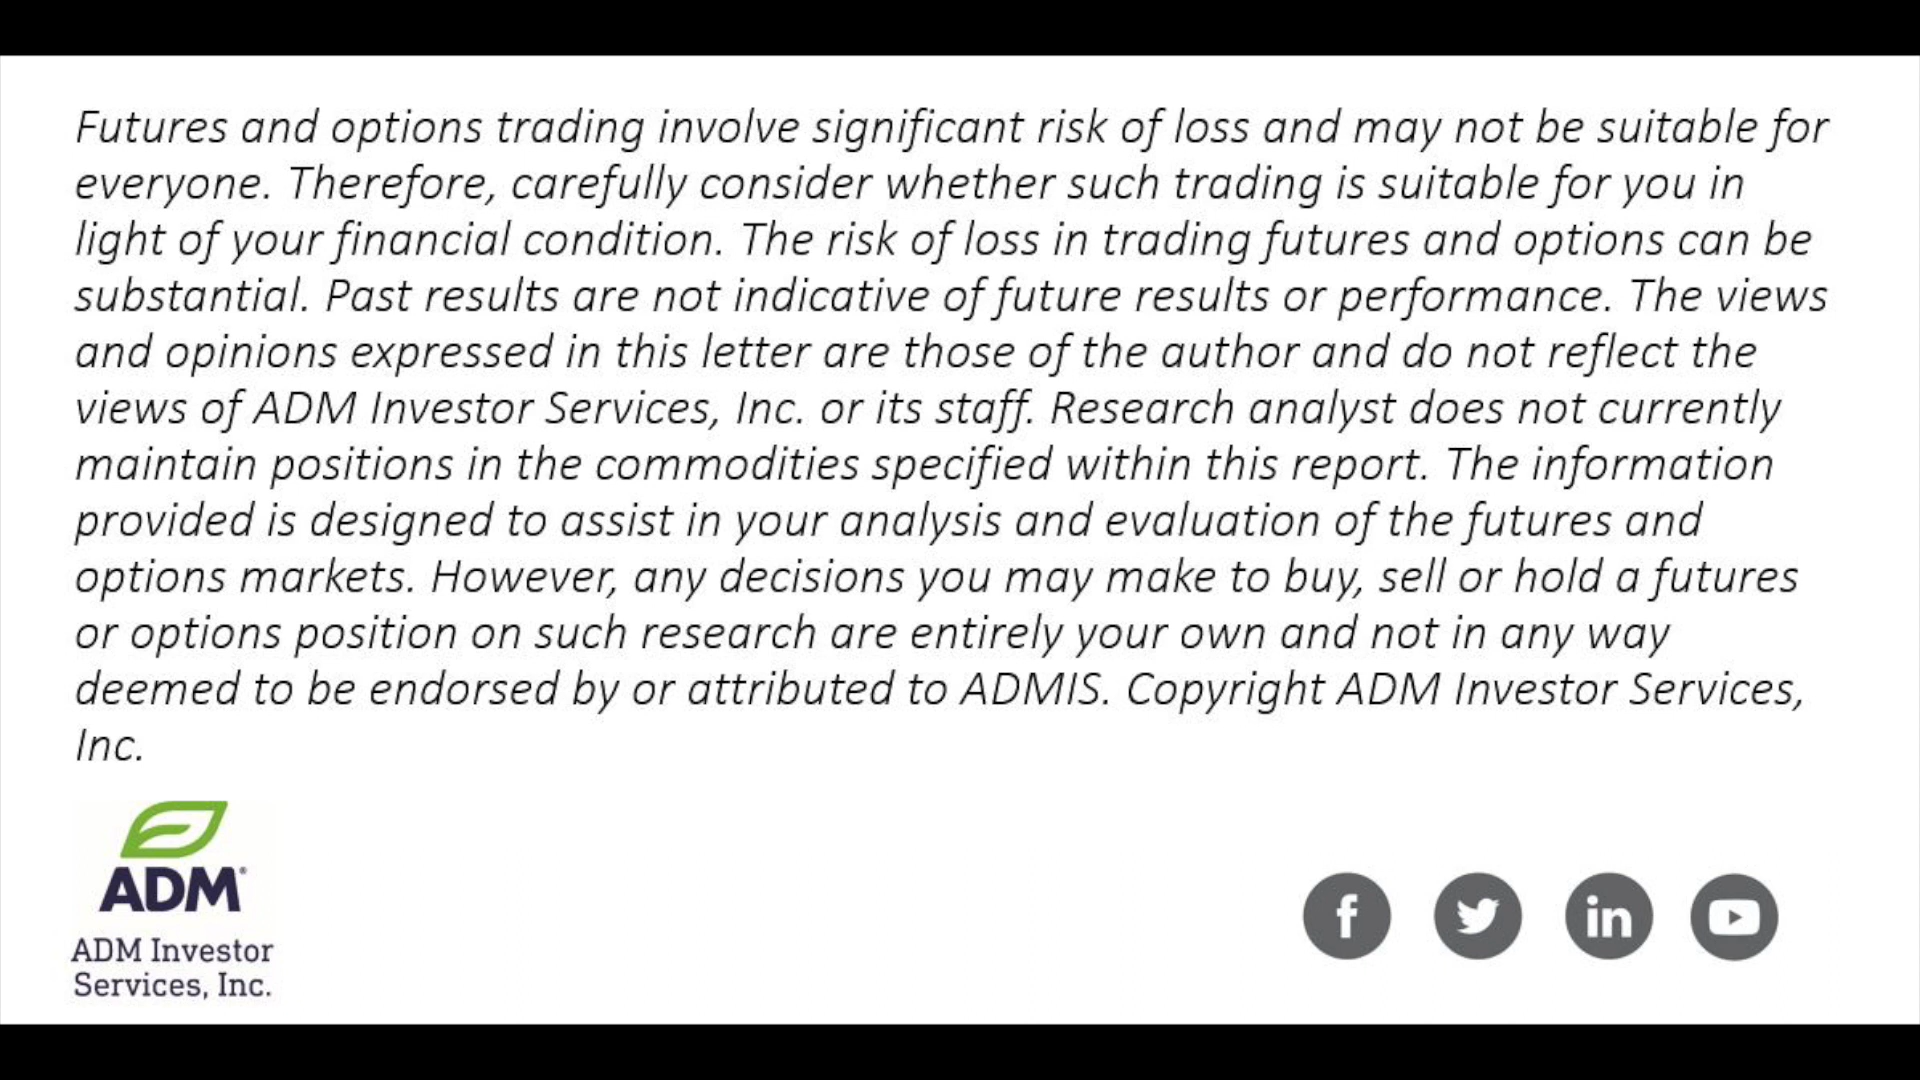 Futures and options trading involve significant risk of loss and may not be suitable for
everyone. Therefore, carefully consider whether such trading is suitable for you in
light of your financial condition. The risk of loss in trading futures and options can be
substantial. Past results are not indicative of future results or performance. The views
and opinions expressed in this letter are those of the author and do not reflect the
views of ADM Investor Services, Inc. or its staff. Research analyst does not currently
maintain positions in the commodities specified within this report. The information
provided is designed to assist in your analysis and evaluation of the futures and
options markets. However, any decisions you may make to buy, sell or hold a futures
or options position on such research are entirely your own and not in any way
deemed to be endorsed by or attributed to ADMIS. Copyright ADM Investor Services,
Inc.
ADM®
ADM Investor
Services, Inc.
f
in